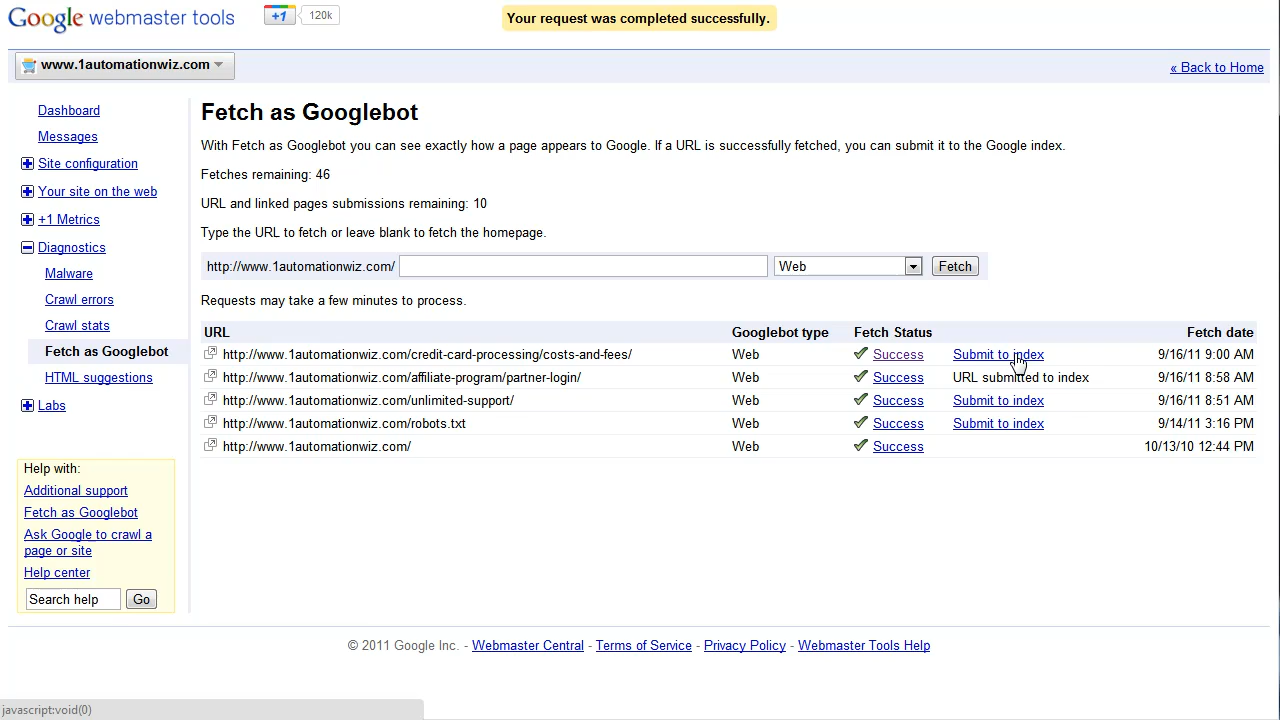 Google webmaster tools
+1 120k
Your request was completed successfully.
www.1automationwiz.com
« Back to Home
Dashboard
Messages
Site configuration
Your site on the web
+1 Metrics
Diagnostics
Malware
Crawl errors
Crawl stats
Fetch as Googlebot
HTML suggestions
Labs
Help with:
Additional support
Fetch as Googlebot
Ask Google to crawl a
page or site
Help center
Search help Go
Fetch as Googlebot
With Fetch as Googlebot you can see exactly how a page appears to Google. If a URL is successfully fetched, you can submit it to the Google index.
Fetches remaining: 46
URL and linked pages submissions remaining: 10
Type the URL to fetch or leave blank to fetch the homepage.
http://www.1automationwiz.com/ Web Fetch
Requests may take a few minutes to process.
URL Googlebot type Fetch Status Fetch date
http://www.1automationwiz.com/credit-card-processing/costs-and-fees/ Web Success Submit to index 9/16/11 9:00 AM
http://www.1automationwiz.com/affiliate-program/partner-login/ Web Success URL submitted to index 9/16/11 8:58 AM
http://www.1automationwiz.com/unlimited-support/ Web Success Submit to index 9/16/11 8:51 AM
http://www.1automationwiz.com/robots.txt Web Success Submit to index 9/14/11 3:16 PM
http://www.1automationwiz.com/ Web Success 10/13/10 12:44 PM
© 2011 Google Inc. - Webmaster Central - Terms of Service - Privacy Policy - Webmaster Tools Help
javascript:void(0)